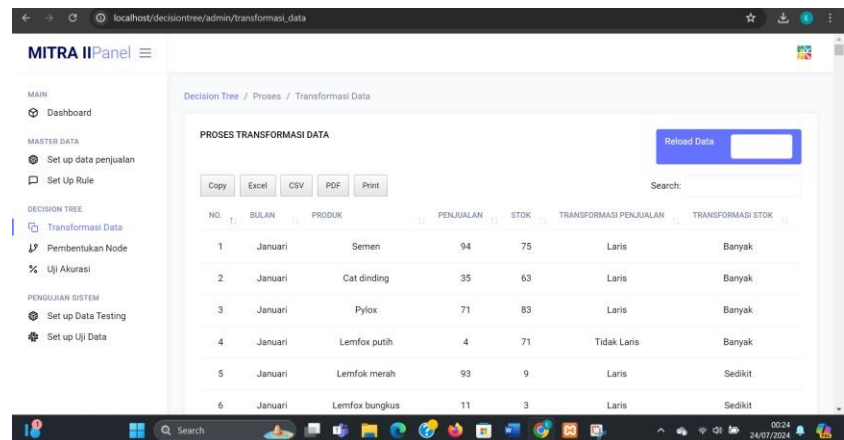 localhost/decisiontree/admin/transformasi_data
MITRA IIPanel
MAIN
Dashboard
MASTER DATA
Set up data penjualan
Set Up Rule
DECISION TREE
Transformasi Data
Pembentukan Node
Uji Akurasi
PENGUJIAN SISTEM
Set up Data Testing
Set up Uji Data
Decision Tree / Proses / Transformasi Data
PROSES TRANSFORMASI DATA
Reload Data
Copy Excel CSV PDF Print
Search:
NO. BULAN PRODUK PENJUALAN STOK TRANSFORMASI PENJUALAN TRANSFORMASI STOK
1 Januari Semen 94 75 Laris Banyak
2 Januari Cat dinding 35 63 Laris Banyak
3 Januari Pylox 71 83 Laris Banyak
4 Januari Lemfox putih 4 71 Tidak Laris Banyak
5 Januari Lemfok merah 93 9 Laris Sedikit
6 Januari Lemfox bungkus 11 3 Laris Sedikit
Search
00:24
24/07/2024